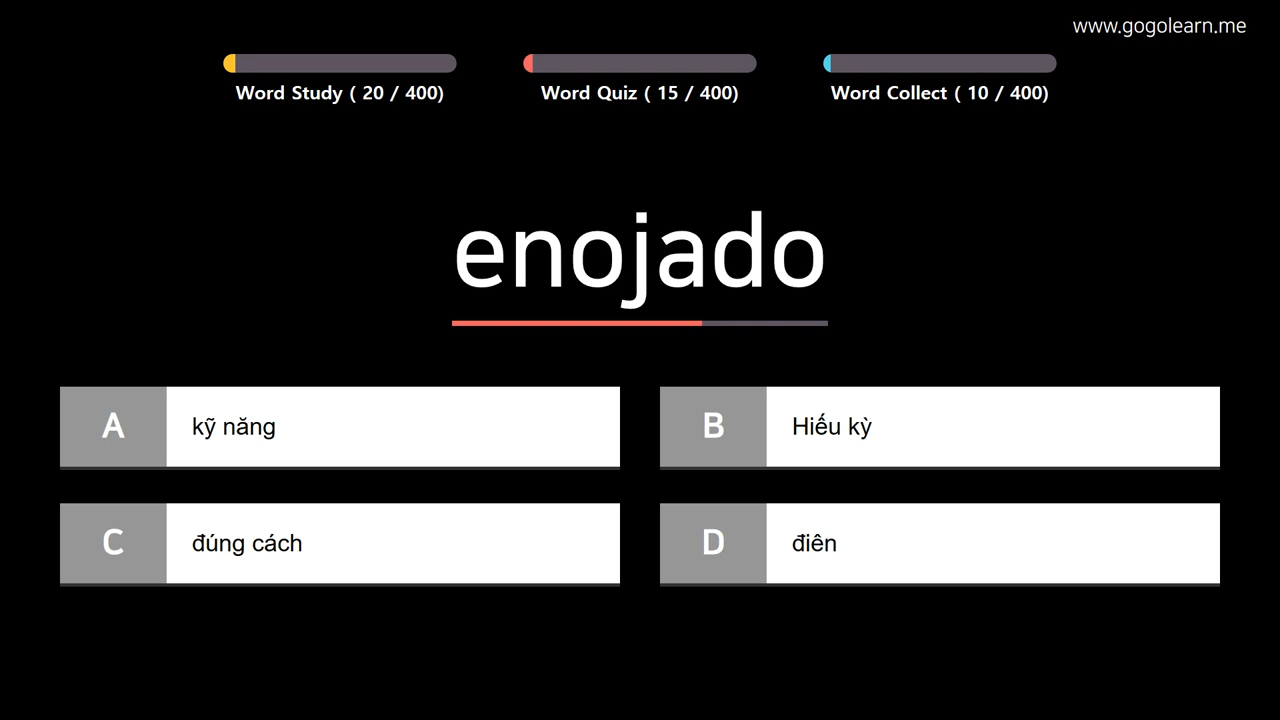 www.gogolearn.me
Word Study ( 20 / 400)
Word Quiz ( 15 / 400)
Word Collect ( 10 / 400)
enojado
A
kỹ năng
B
Hiếu kỳ
C
đúng cách
D
điên